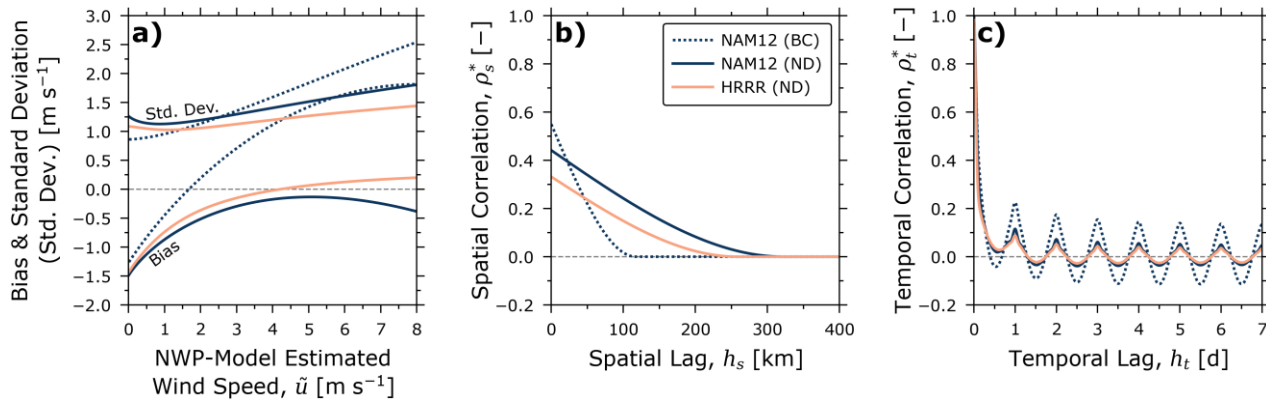 a)
Bias & Standard Deviation
(Std. Dev.) [m s⁻¹]
3.0
2.5
2.0
1.5
1.0
0.5
0.0
−0.5
−1.0
−1.5
−2.0
Std. Dev.
Bias
0 1 2 3 4 5 6 7 8
NWP-Model Estimated
Wind Speed, ũ [m s⁻¹]
b)
Spatial Correlation, ρ*ₛ [−]
1.0
0.8
0.6
0.4
0.2
0.0
−0.2
NAM12 (BC)
NAM12 (ND)
HRRR (ND)
0 100 200 300 400
Spatial Lag, hₛ [km]
c)
Temporal Correlation, ρ*ₜ [−]
1.0
0.8
0.6
0.4
0.2
0.0
−0.2
0 1 2 3 4 5 6 7
Temporal Lag, hₜ [d]